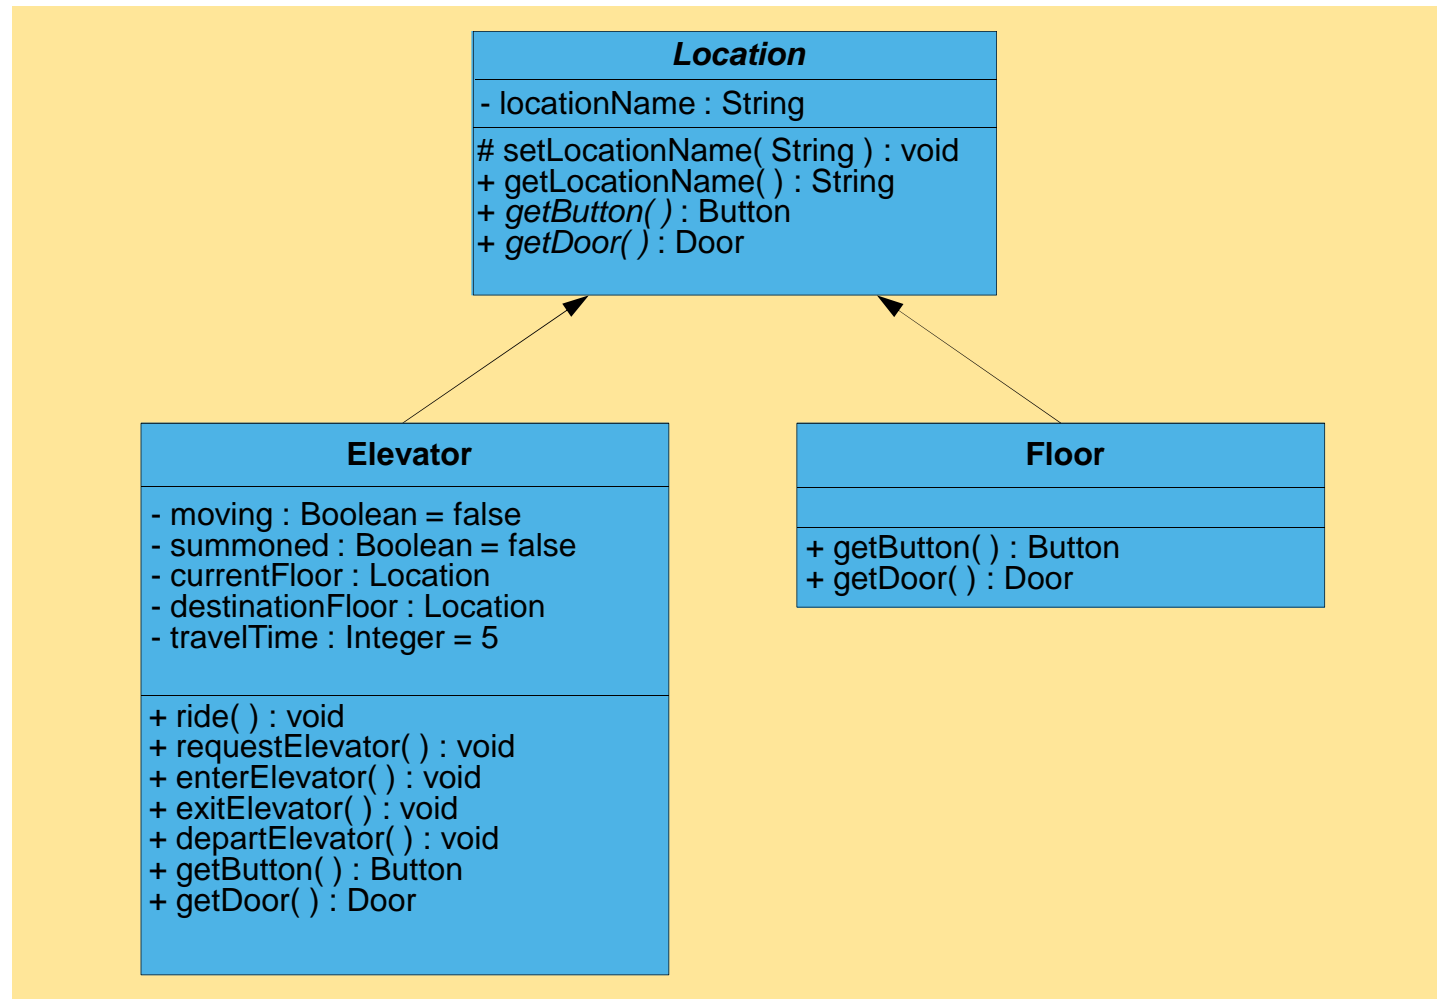 Location
- locationName : String
# setLocationName( String ) : void
+ getLocationName( ) : String
+ getButton( ) : Button
+ getDoor( ) : Door
Elevator
- moving : Boolean = false
- summoned : Boolean = false
- currentFloor : Location
- destinationFloor : Location
- travelTime : Integer = 5
+ ride( ) : void
+ requestElevator( ) : void
+ enterElevator( ) : void
+ exitElevator( ) : void
+ departElevator( ) : void
+ getButton( ) : Button
+ getDoor( ) : Door
Floor
+ getButton( ) : Button
+ getDoor( ) : Door